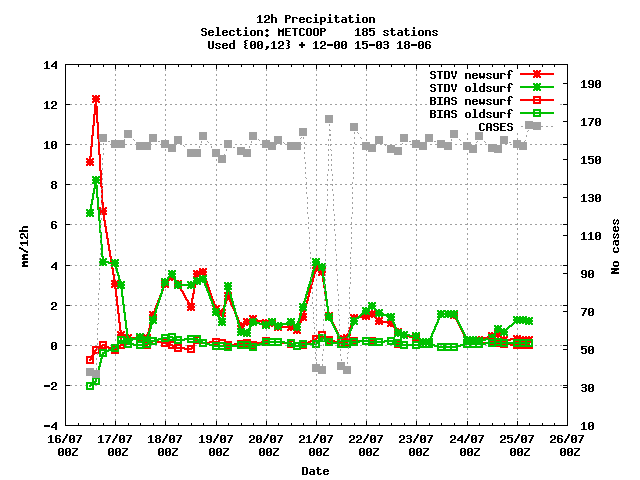 12h Precipitation
Selection: METCOOP 185 stations
Used {00,12} + 12-00 15-03 18-06
STDV newsurf
STDV oldsurf
BIAS newsurf
BIAS oldsurf
CASES
14
12
10
8
6
4
2
0
-2
-4
mm/12h
190
170
150
130
110
90
70
50
30
10
No cases
16/07 17/07 18/07 19/07 20/07 21/07 22/07 23/07 24/07 25/07 26/07
00Z 00Z 00Z 00Z 00Z 00Z 00Z 00Z 00Z 00Z 00Z
Date